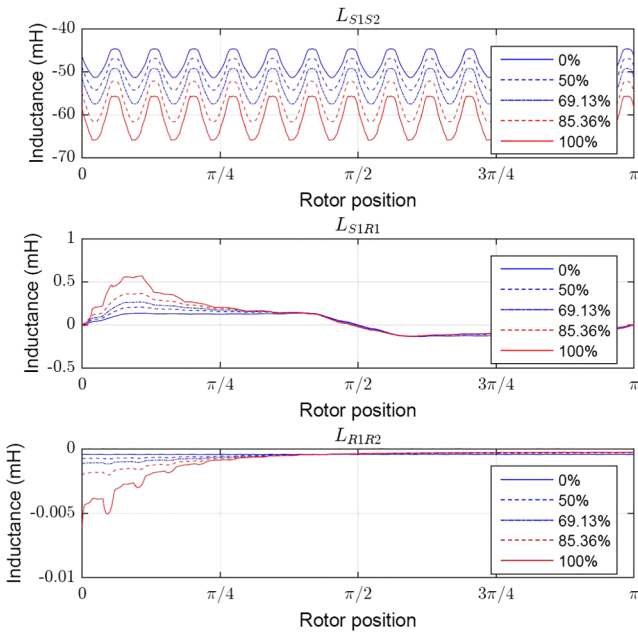 L_{S1S2}
-40
-50
-60
-70
Inductance (mH)
0%
50%
69.13%
85.36%
100%
0 π/4 π/2 3π/4 π
Rotor position
L_{S1R1}
1
0.5
0
-0.5
Inductance (mH)
0%
50%
69.13%
85.36%
100%
0 π/4 π/2 3π/4 π
Rotor position
L_{R1R2}
0
-0.005
-0.01
Inductance (mH)
0%
50%
69.13%
85.36%
100%
0 π/4 π/2 3π/4 π
Rotor position